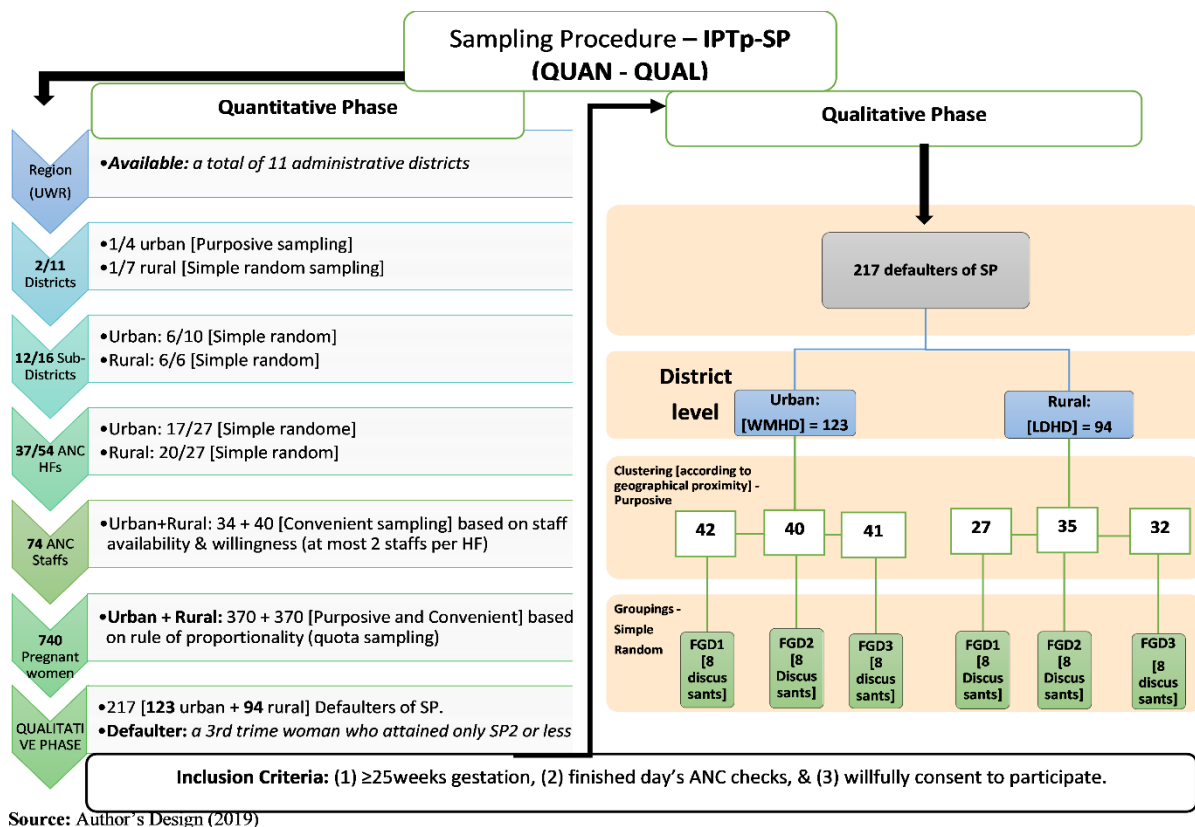 Sampling Procedure – IPTp-SP
(QUAN - QUAL)
Quantitative Phase
Region
(UWR)
•Available: a total of 11 administrative districts
2/11
Districts
•1/4 urban [Purposive sampling]
•1/7 rural [Simple random sampling]
12/16 Sub-
Districts
•Urban: 6/10 [Simple random]
•Rural: 6/6 [Simple random]
37/54 ANC
HFs
•Urban: 17/27 [Simple randome]
•Rural: 20/27 [Simple random]
74 ANC
Staffs
•Urban+Rural: 34 + 40 [Convenient sampling] based on staff
availability & willingness (at most 2 staffs per HF)
740
Pregnant
women
•Urban + Rural: 370 + 370 [Purposive and Convenient] based
on rule of proportionality (quota sampling)
QUALITATI
VE PHASE
•217 [123 urban + 94 rural] Defaulters of SP.
•Defaulter: a 3rd trime woman who attained only SP2 or less
Qualitative Phase
217 defaulters of SP
District
level
Urban:
[WMHD] = 123
Rural:
[LDHD] = 94
Clustering [according to
geographical proximity] -
Purposive
42
40
41
27
35
32
Groupings -
Simple
Random
FGD1
[8
discus
sants]
FGD2
[8
Discus
sants]
FGD3
[8
discus
sants]
FGD1
[8
Discus
sants]
FGD2
[8
Discus
sants]
FGD3
[8
discus
sants]
Inclusion Criteria: (1) ≥25weeks gestation, (2) finished day's ANC checks, & (3) willfully consent to participate.
Source: Author's Design (2019)